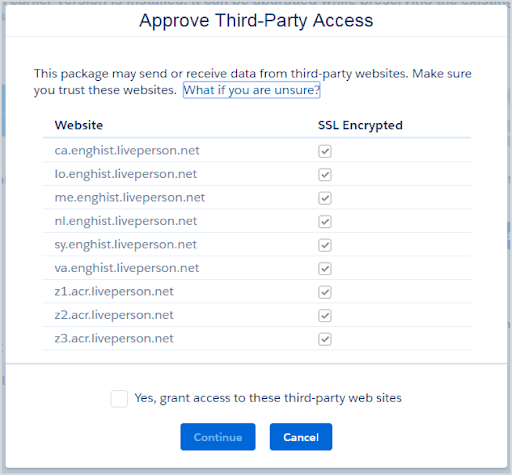 Approve Third-Party Access
This package may send or receive data from third-party websites. Make sure
you trust these websites. What if you are unsure?
Website SSL Encrypted
ca.enghist.liveperson.net
lo.enghist.liveperson.net
me.enghist.liveperson.net
nl.enghist.liveperson.net
sy.enghist.liveperson.net
va.enghist.liveperson.net
z1.acr.liveperson.net
z2.acr.liveperson.net
z3.acr.liveperson.net
Yes, grant access to these third-party web sites
Continue Cancel